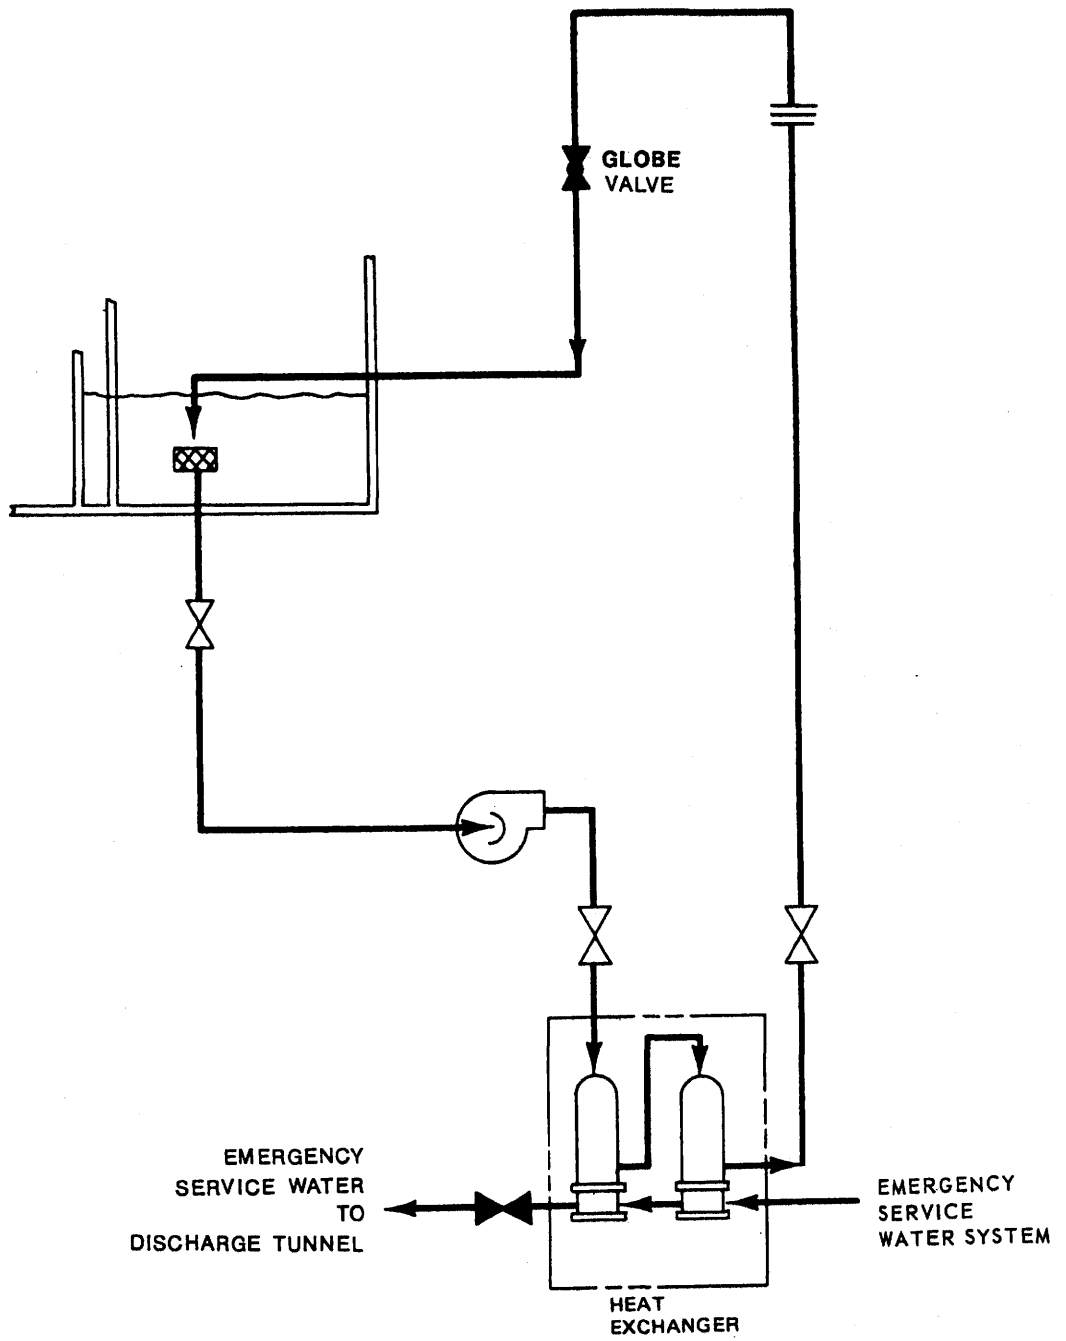 GLOBE
VALVE
EMERGENCY
SERVICE WATER
TO
DISCHARGE TUNNEL
EMERGENCY
SERVICE
WATER SYSTEM
HEAT
EXCHANGER